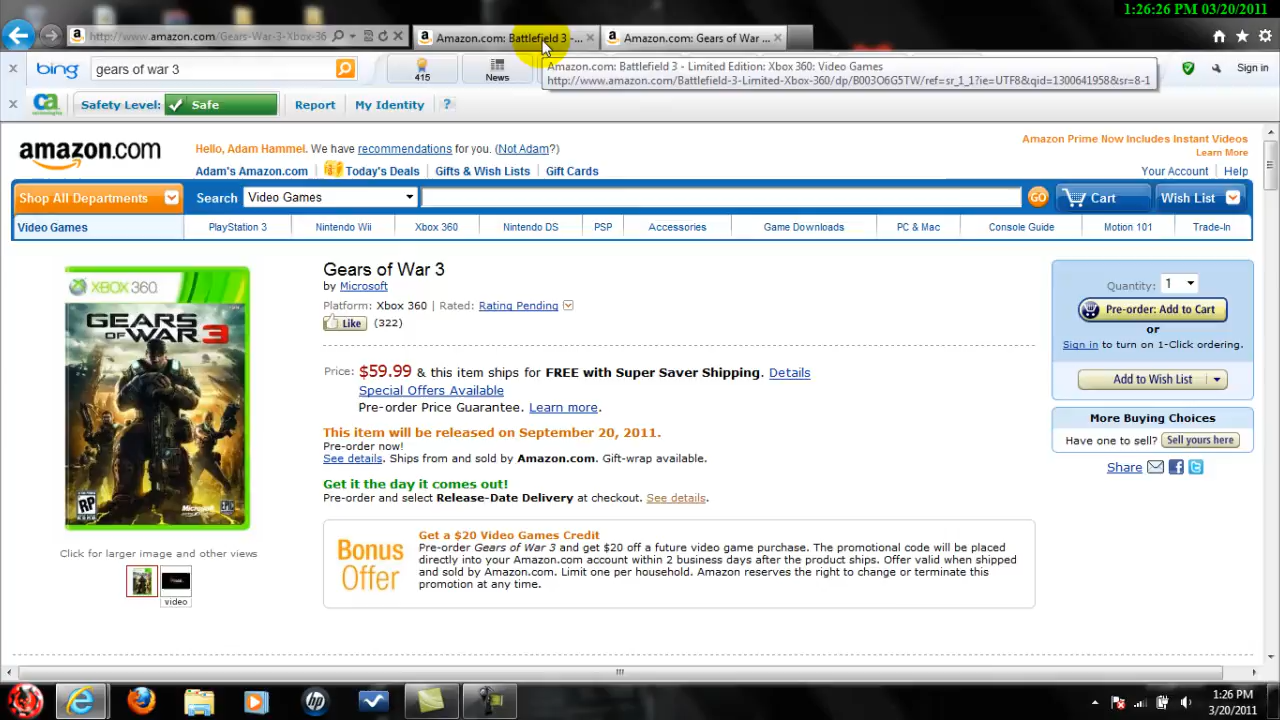 1:26:26 PM 03/20/2011
http://www.amazon.com/Gears-War-3-Xbox-36
Amazon.com: Battlefield 3 -...
Amazon.com: Gears of War ...
bing
gears of war 3
415
News
Amazon.com: Battlefield 3 - Limited Edition: Xbox 360: Video Games
http://www.amazon.com/Battlefield-3-Limited-Xbox-360/dp/B003O6G5TW/ref=sr_1_1?ie=UTF8&qid=1300641958&sr=8-1
Sign in
ca
Safety Level:
Safe
Report
My Identity
?
amazon.com
Hello, Adam Hammel. We have recommendations for you. (Not Adam?)
Amazon Prime Now Includes Instant Videos
Learn More
Adam's Amazon.com
Today's Deals
Gifts & Wish Lists
Gift Cards
Your Account
Help
Shop All Departments
Search
Video Games
GO
Cart
Wish List
Video Games
PlayStation 3
Nintendo Wii
Xbox 360
Nintendo DS
PSP
Accessories
Game Downloads
PC & Mac
Console Guide
Motion 101
Trade-In
XBOX 360
GEARS
OF WAR 3
RP
Microsoft
EPIC
Gears of War 3
by Microsoft
Platform: Xbox 360 | Rated: Rating Pending
Like (322)
Price: $59.99 & this item ships for FREE with Super Saver Shipping. Details
Special Offers Available
Pre-order Price Guarantee. Learn more.
This item will be released on September 20, 2011.
Pre-order now!
See details. Ships from and sold by Amazon.com. Gift-wrap available.
Get it the day it comes out!
Pre-order and select Release-Date Delivery at checkout. See details.
Bonus
Offer
Get a $20 Video Games Credit
Pre-order Gears of War 3 and get $20 off a future video game purchase. The promotional code will be placed
directly into your Amazon.com account within 2 business days after the product ships. Offer valid when shipped
and sold by Amazon.com. Limit one per household. Amazon reserves the right to change or terminate this
promotion at any time.
Click for larger image and other views
video
Quantity: 1
Pre-order: Add to Cart
or
Sign in to turn on 1-Click ordering.
Add to Wish List
More Buying Choices
Have one to sell? Sell yours here
Share
hp
1:26 PM
3/20/2011